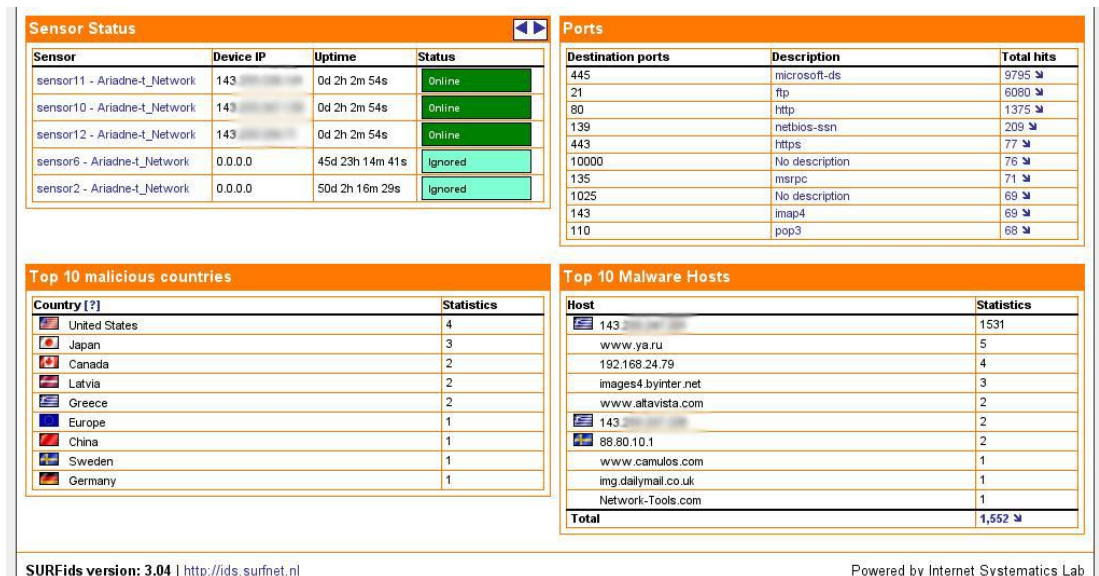 Sensor Status
Sensor Device IP Uptime Status
sensor11 - Ariadne-t_Network 143. 0d 2h 2m 54s Online
sensor10 - Ariadne-t_Network 143. 0d 2h 2m 54s Online
sensor12 - Ariadne-t_Network 143. 0d 2h 2m 54s Online
sensor6 - Ariadne-t_Network 0.0.0.0 45d 23h 14m 41s Ignored
sensor2 - Ariadne-t_Network 0.0.0.0 50d 2h 16m 29s Ignored
Ports
Destination ports Description Total hits
445 microsoft-ds 9795
21 ftp 6080
80 http 1375
139 netbios-ssn 209
443 https 77
10000 No description 76
135 msrpc 71
1025 No description 69
143 imap4 69
110 pop3 68
Top 10 malicious countries
Country [?] Statistics
United States 4
Japan 3
Canada 2
Latvia 2
Greece 2
Europe 1
China 1
Sweden 1
Germany 1
Top 10 Malware Hosts
Host Statistics
143. 1531
www.ya.ru 5
192.168.24.79 4
images4.byinter.net 3
www.altavista.com 2
143. 2
88.80.10.1 2
www.camulos.com 1
img.dailymail.co.uk 1
Network-Tools.com 1
Total 1,552
SURFids version: 3.04 | http://ids.surfnet.nl
Powered by Internet Systematics Lab